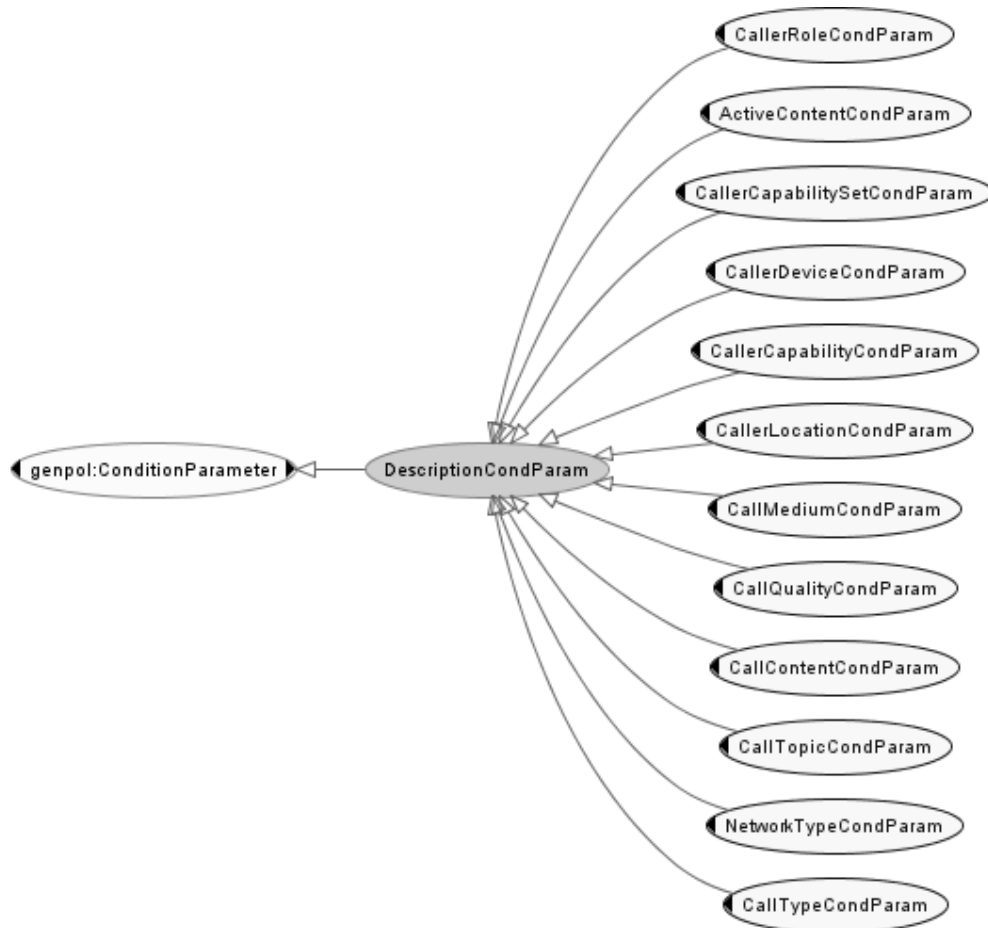 CallerRoleCondParam
ActiveContentCondParam
CallerCapabilitySetCondParam
CallerDeviceCondParam
CallerCapabilityCondParam
CallerLocationCondParam
genpol:ConditionParameter
DescriptionCondParam
CallMediumCondParam
CallQualityCondParam
CallContentCondParam
CallTopicCondParam
NetworkTypeCondParam
CallTypeCondParam